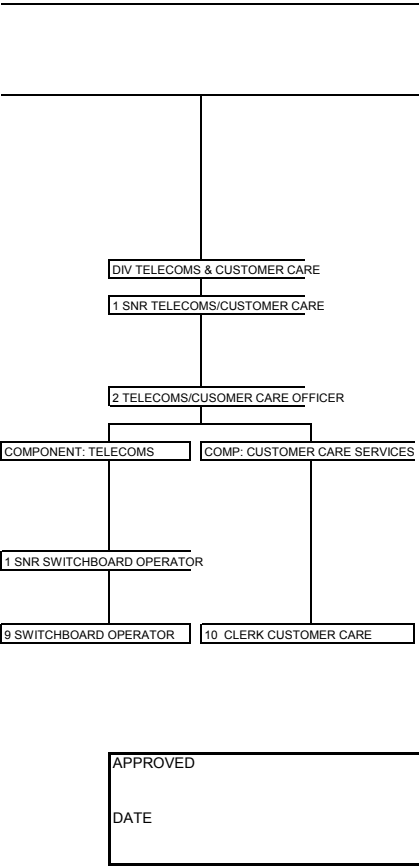 DIV TELECOMS & CUSTOMER CARE
1 SNR TELECOMS/CUSTOMER CARE
2 TELECOMS/CUSOMER CARE OFFICER
COMPONENT: TELECOMS
COMP: CUSTOMER CARE SERVICES
1 SNR SWITCHBOARD OPERATOR
9 SWITCHBOARD OPERATOR
10 CLERK CUSTOMER CARE
APPROVED
DATE